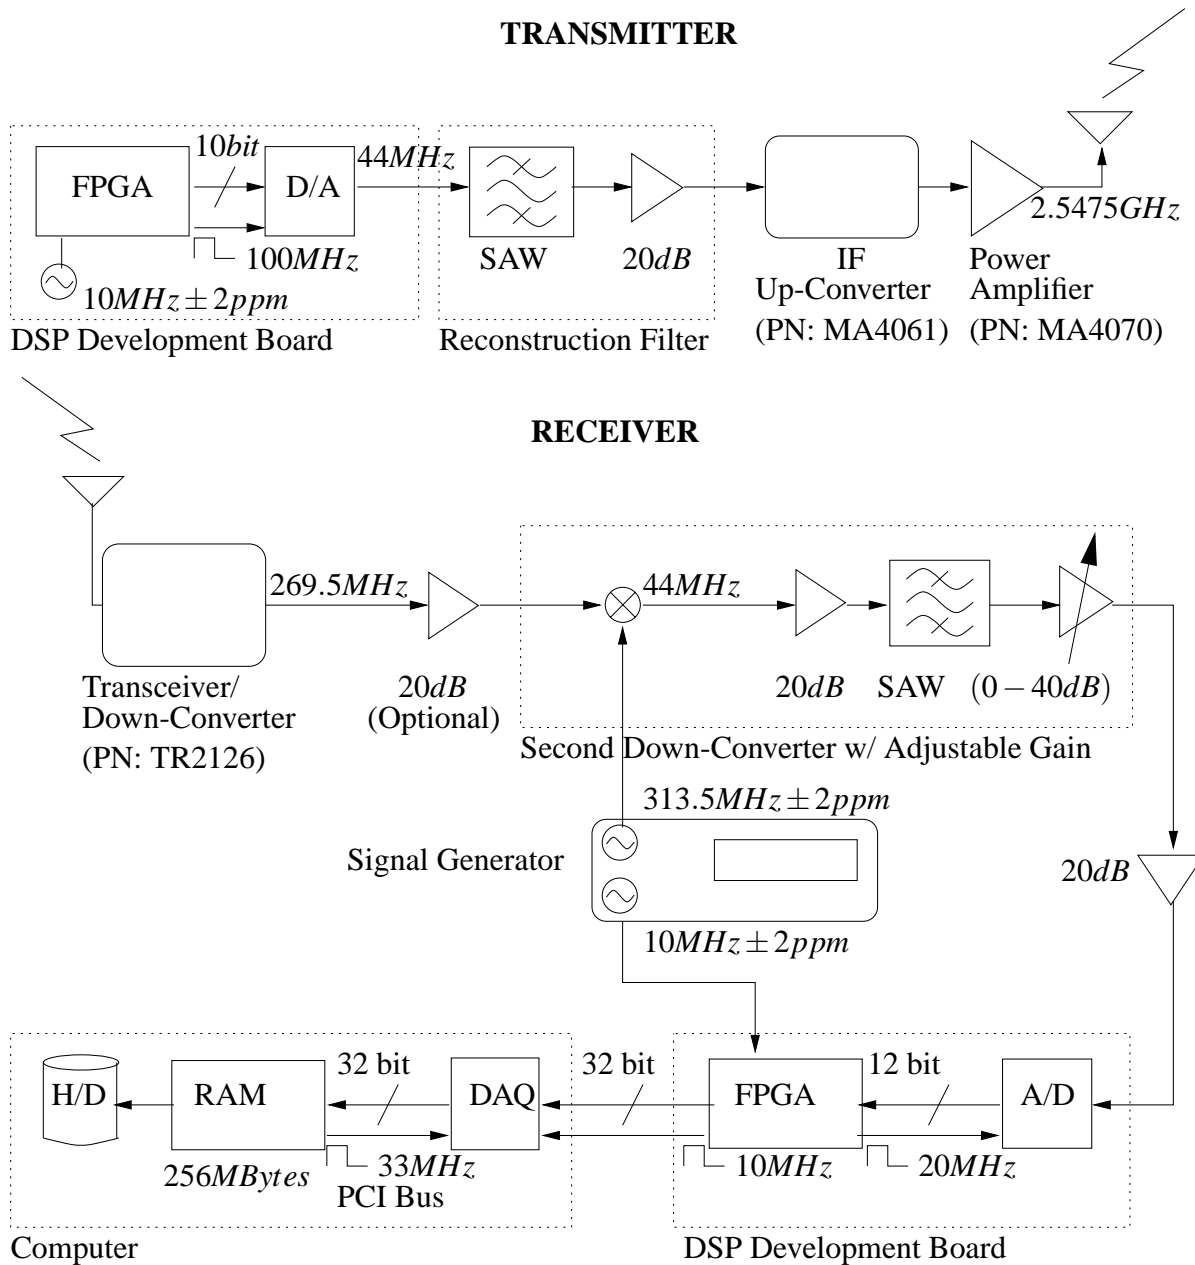 TRANSMITTER
10bit
44MHz
FPGA
D/A
2.5475GHz
100MHz
SAW
20dB
IF
Up-Converter
(PN: MA4061)
Power
Amplifier
(PN: MA4070)
10MHz ± 2ppm
DSP Development Board
Reconstruction Filter
RECEIVER
269.5MHz
44MHz
Transceiver/
Down-Converter
(PN: TR2126)
20dB
(Optional)
20dB
SAW
(0 − 40dB)
Second Down-Converter w/ Adjustable Gain
313.5MHz ± 2ppm
Signal Generator
20dB
10MHz ± 2ppm
H/D
RAM
32 bit
DAQ
32 bit
FPGA
12 bit
A/D
256MBytes
33MHz
PCI Bus
10MHz
20MHz
Computer
DSP Development Board